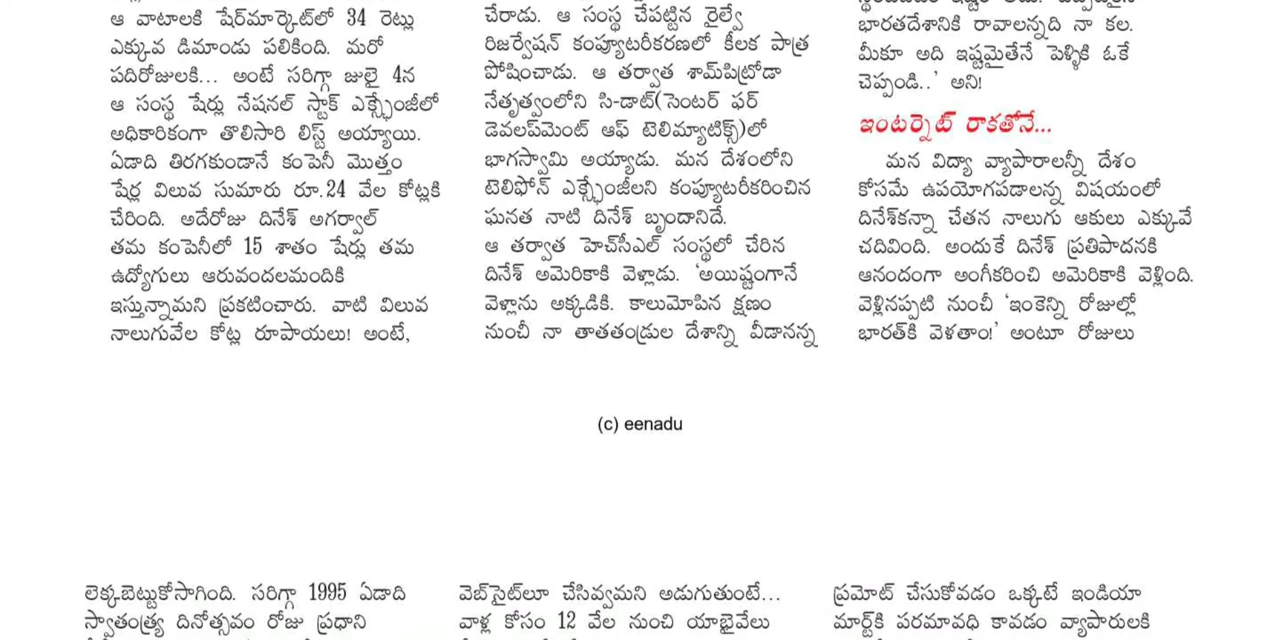 ఆ వాటాలకి షేర్‌మార్కెట్‌లో 34 రెట్లు
ఎక్కువ డిమాండు పలికింది. మరో
పదిరోజులకి... అంటే సరిగ్గా జులై 4న
ఆ సంస్థ షేర్లు నేషనల్ స్టాక్ ఎక్స్ఛేంజీలో
అధికారికంగా తొలిసారి లిస్ట్ అయ్యాయి.
ఏడాది తిరగకుండానే కంపెనీ మొత్తం
షేర్ల విలువ సుమారు రూ.24 వేల కోట్లకి
చేరింది. అదేరోజు దినేశ్ అగర్వాల్
తమ కంపెనీలో 15 శాతం షేర్లు తమ
ఉద్యోగులు ఆరువందలమందికి
ఇస్తున్నామని ప్రకటించారు. వాటి విలువ
నాలుగువేల కోట్ల రూపాయలు! అంటే,
చేరాడు. ఆ సంస్థ చేపట్టిన రైల్వే
రిజర్వేషన్ కంప్యూటరీకరణలో కీలక పాత్ర
పోషించాడు. ఆ తర్వాత శామ్‌పిట్రోడా
నేతృత్వంలోని సి-డాట్(సెంటర్ ఫర్
డెవలప్‌మెంట్ ఆఫ్ టెలిమ్యాటిక్స్)లో
భాగస్వామి అయ్యాడు. మన దేశంలోని
టెలిఫోన్ ఎక్స్ఛేంజీలని కంప్యూటరీకరించిన
ఘనత నాటి దినేశ్ బృందానిదే.
ఆ తర్వాత హెచ్‌సీఎల్ సంస్థలో చేరిన
దినేశ్ అమెరికాకి వెళ్లాడు. 'అయిష్టంగానే
వెళ్లాను అక్కడికి. కాలుమోపిన క్షణం
నుంచీ నా తాతతండ్రుల దేశాన్ని వీడానన్న
భారతదేశానికి రావాలన్నది నా కల.
మీకూ అది ఇష్టమైతేనే పెళ్ళికి ఓకే
చెప్పండి..' అని!
ఇంటర్నెట్ రాకతోనే...
మన విద్యా వ్యాపారాలన్నీ దేశం
కోసమే ఉపయోగపడాలన్న విషయంలో
దినేశ్‌కన్నా చేతన నాలుగు ఆకులు ఎక్కువే
చదివింది. అందుకే దినేశ్ ప్రతిపాదనకి
ఆనందంగా అంగీకరించి అమెరికాకి వెళ్లింది.
వెళ్లినప్పటి నుంచీ 'ఇంకెన్ని రోజుల్లో
భారత్‌కి వెళతాం!' అంటూ రోజులు
(c) eenadu
లెక్కబెట్టుకోసాగింది. సరిగ్గా 1995 ఏడాది
స్వాతంత్ర్య దినోత్సవం రోజు ప్రధాని
వెబ్‌సైట్‌లూ చేసివ్వమని అడుగుతుంటే...
వాళ్ల కోసం 12 వేల నుంచి యాభైవేలు
ప్రమోట్ చేసుకోవడం ఒక్కటే ఇండియా
మార్ట్‌కి పరమావధి కావడం వ్యాపారులకి